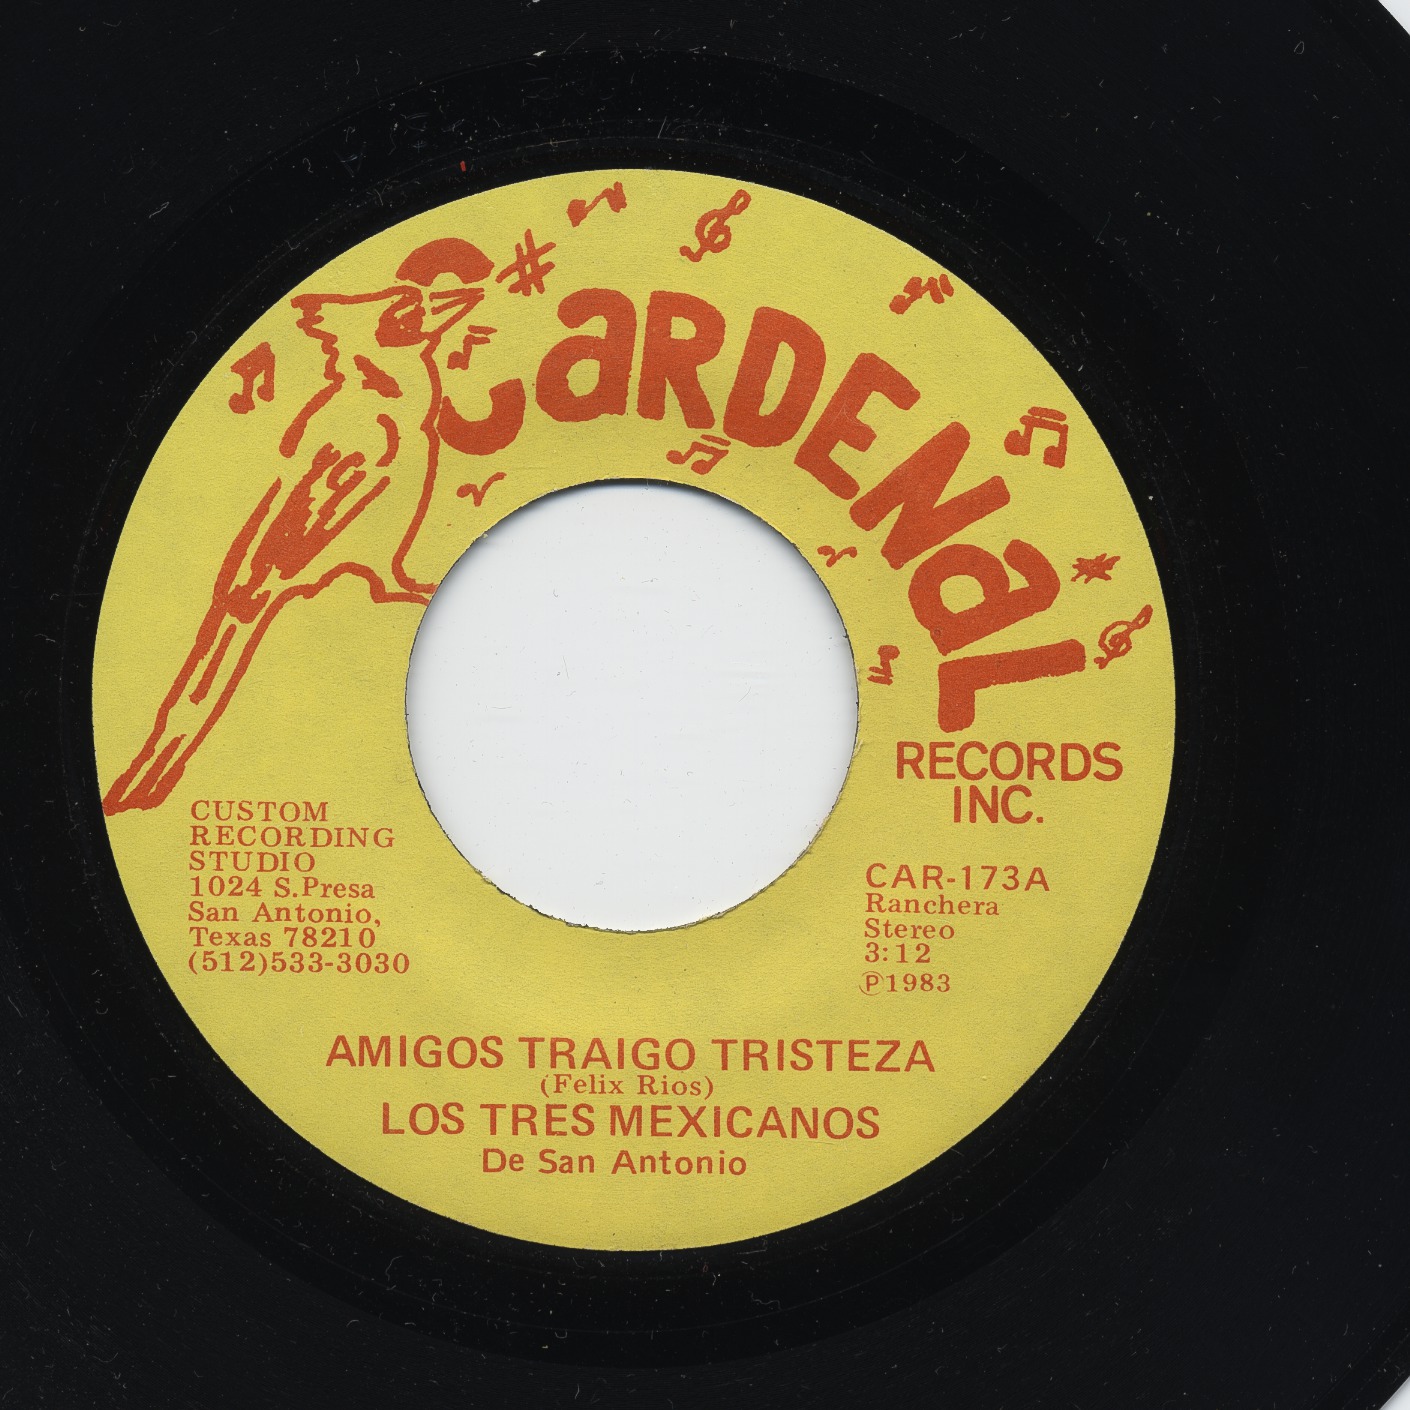 CarDENaL
RECORDS
INC.
CUSTOM
RECORDING
STUDIO
1024 S.Presa
San Antonio,
Texas 78210
(512)533-3030
CAR-173A
Ranchera
Stereo
3:12
Ⓟ1983
AMIGOS TRAIGO TRISTEZA
(Felix Rios)
LOS TRES MEXICANOS
De San Antonio